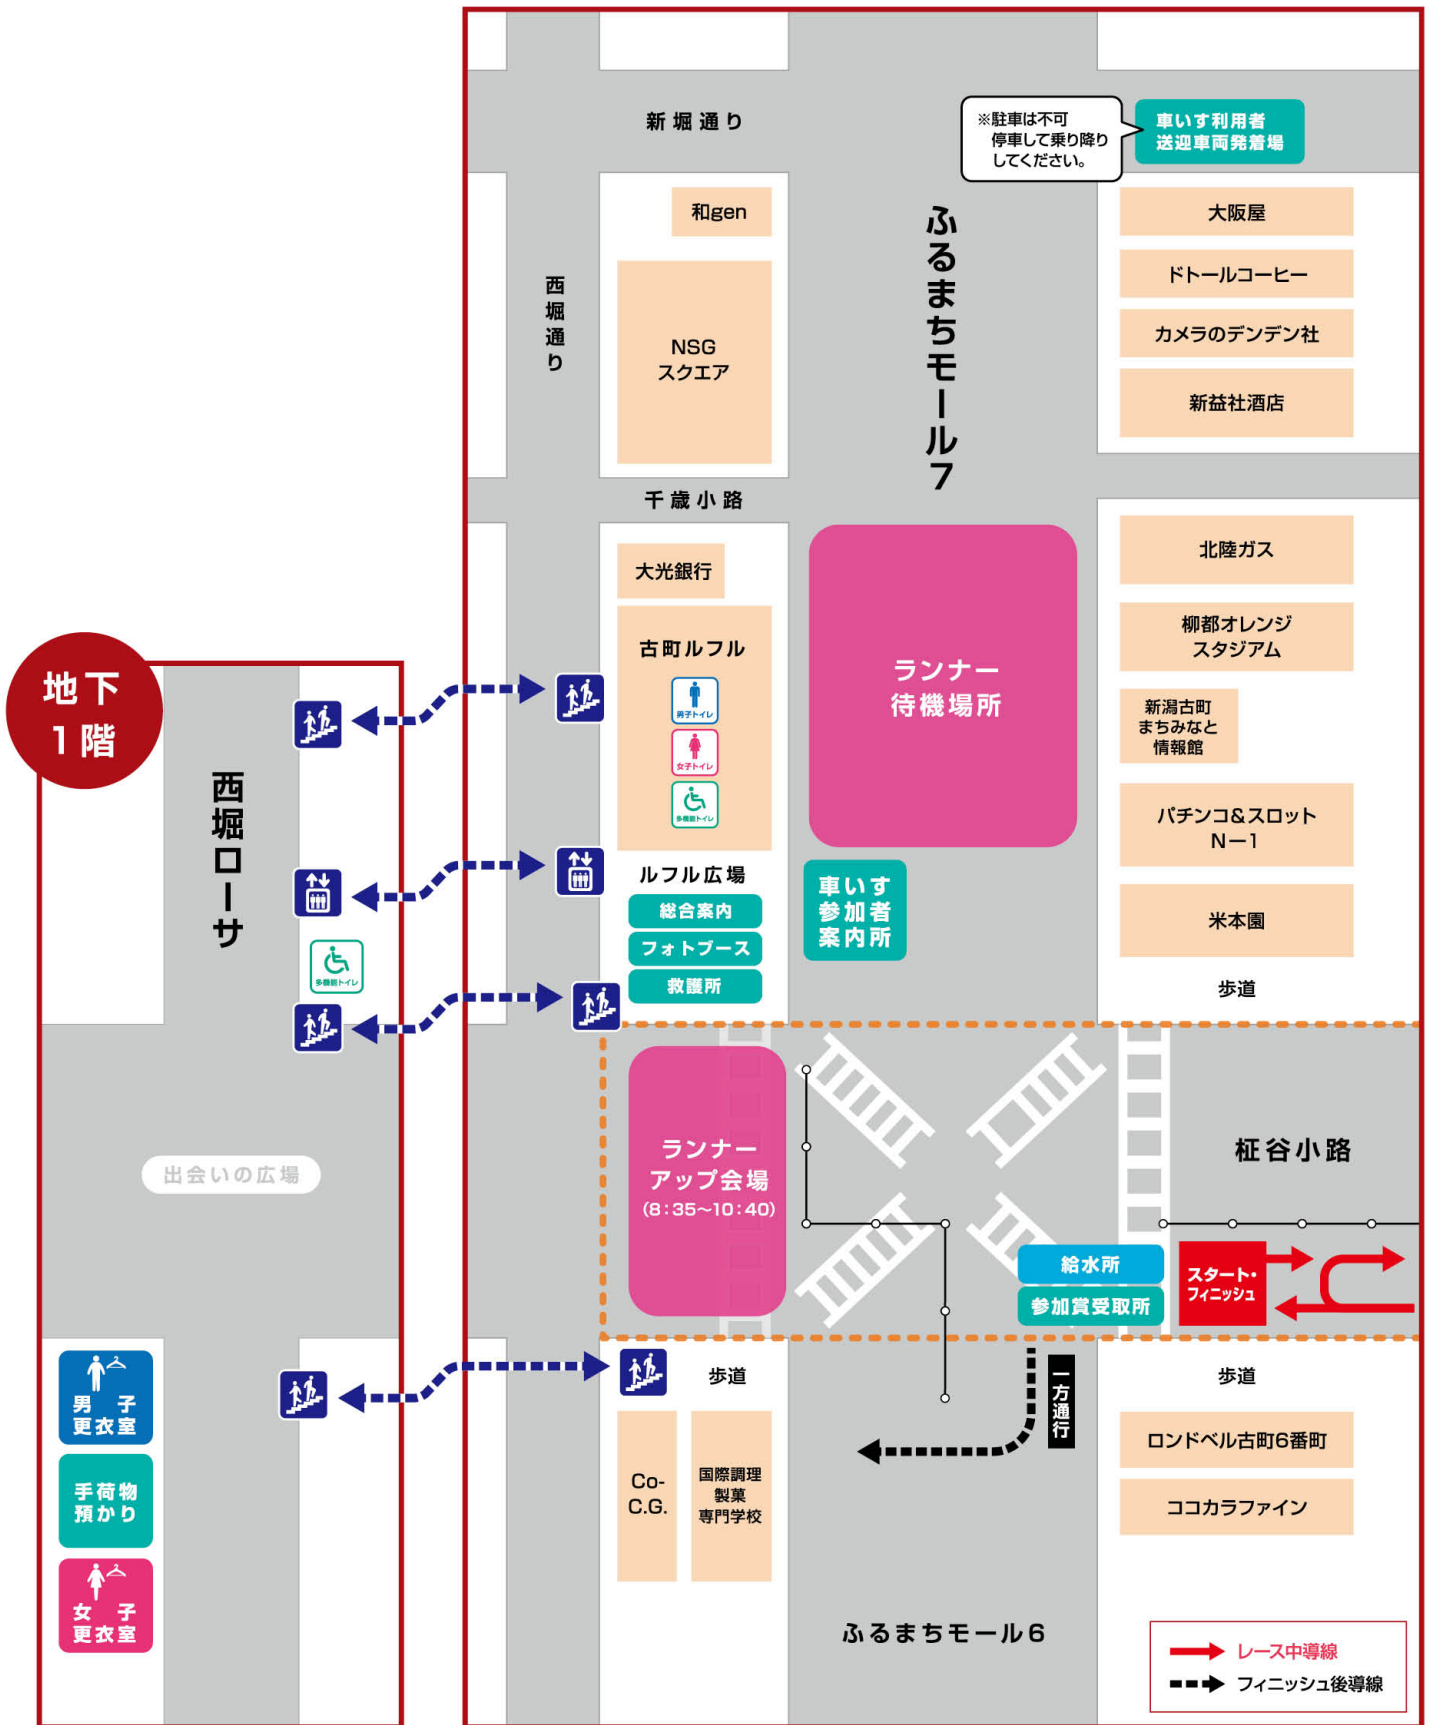 新堀通り
※駐車は不可
停車して乗り降り
してください。
車いす利用者
送迎車両発着場
和gen
NSG
スクエア
西堀通り
ふるまちモール7
大阪屋
ドトールコーヒー
カメラのデンデン社
新益社酒店
千歳小路
大光銀行
古町ルフル
男子トイレ
女子トイレ
多機能トイレ
ランナー
待機場所
北陸ガス
柳都オレンジ
スタジアム
新潟古町
まちみなと
情報館
パチンコ&スロット
N-1
米本園
歩道
地下
1階
西堀ローサ
多機能トイレ
ルフル広場
総合案内
フォトブース
救護所
車いす
参加者
案内所
出会いの広場
ランナー
アップ会場
(8:35~10:40)
柾谷小路
給水所
参加賞受取所
スタート・
フィニッシュ
男子
更衣室
手荷物
預かり
女子
更衣室
歩道
一方通行
歩道
Co-
C.G.
国際調理
製菓
専門学校
ロンドベル古町6番町
ココカラファイン
ふるまちモール6
レース中導線
フィニッシュ後導線